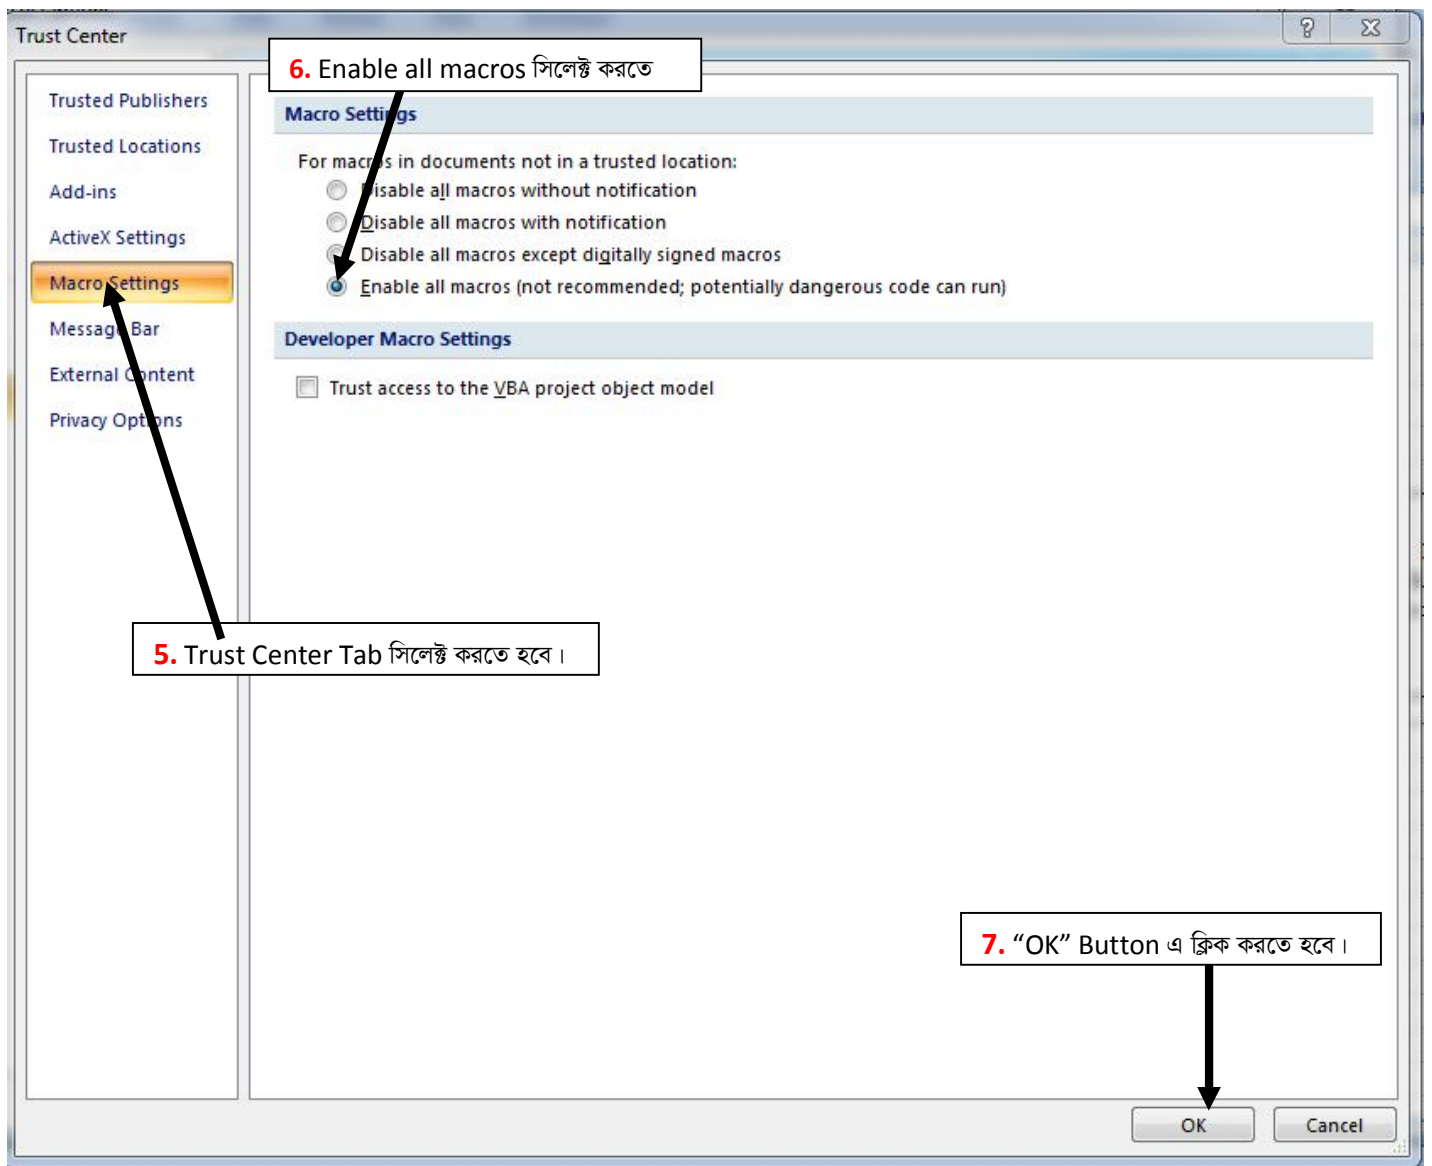 Trust Center
6. Enable all macros সিলেক্ট করতে
Trusted Publishers
Trusted Locations
Add-ins
ActiveX Settings
Macro Settings
Message Bar
External Content
Privacy Options
Macro Settings
For macros in documents not in a trusted location:
Disable all macros without notification
Disable all macros with notification
Disable all macros except digitally signed macros
Enable all macros (not recommended; potentially dangerous code can run)
Developer Macro Settings
Trust access to the VBA project object model
5. Trust Center Tab সিলেক্ট করতে হবে।
7. “OK” Button এ ক্লিক করতে হবে।
OK
Cancel